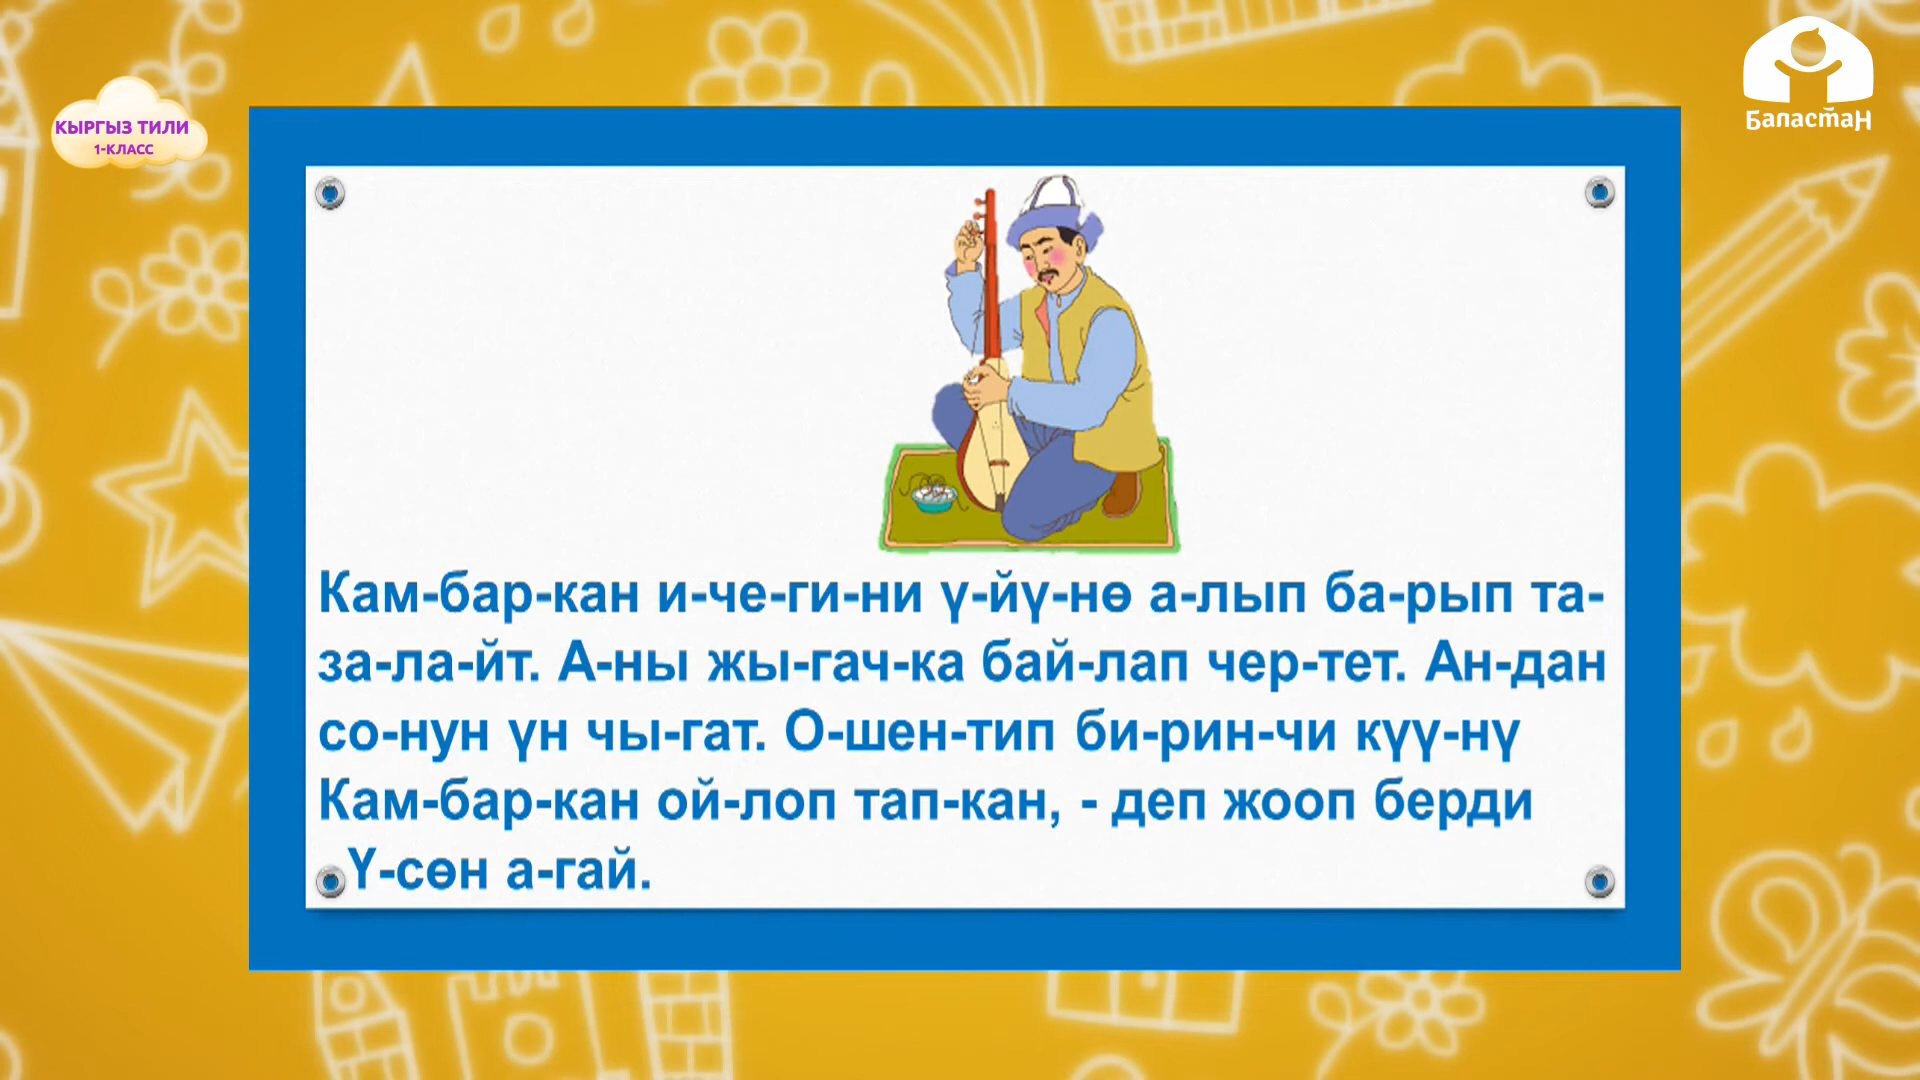 КЫРГЫЗ ТИЛИ
1-КЛАСС
Баластан
Кам-бар-кан и-че-ги-ни ү-йү-нө а-лып ба-рып та-
за-ла-йт. А-ны жы-гач-ка бай-лап чер-тет. Ан-дан
со-нун үн чы-гат. О-шен-тип би-рин-чи күү-нү
Кам-бар-кан ой-лоп тап-кан, - деп жооп берди
Ү-сөн а-гай.